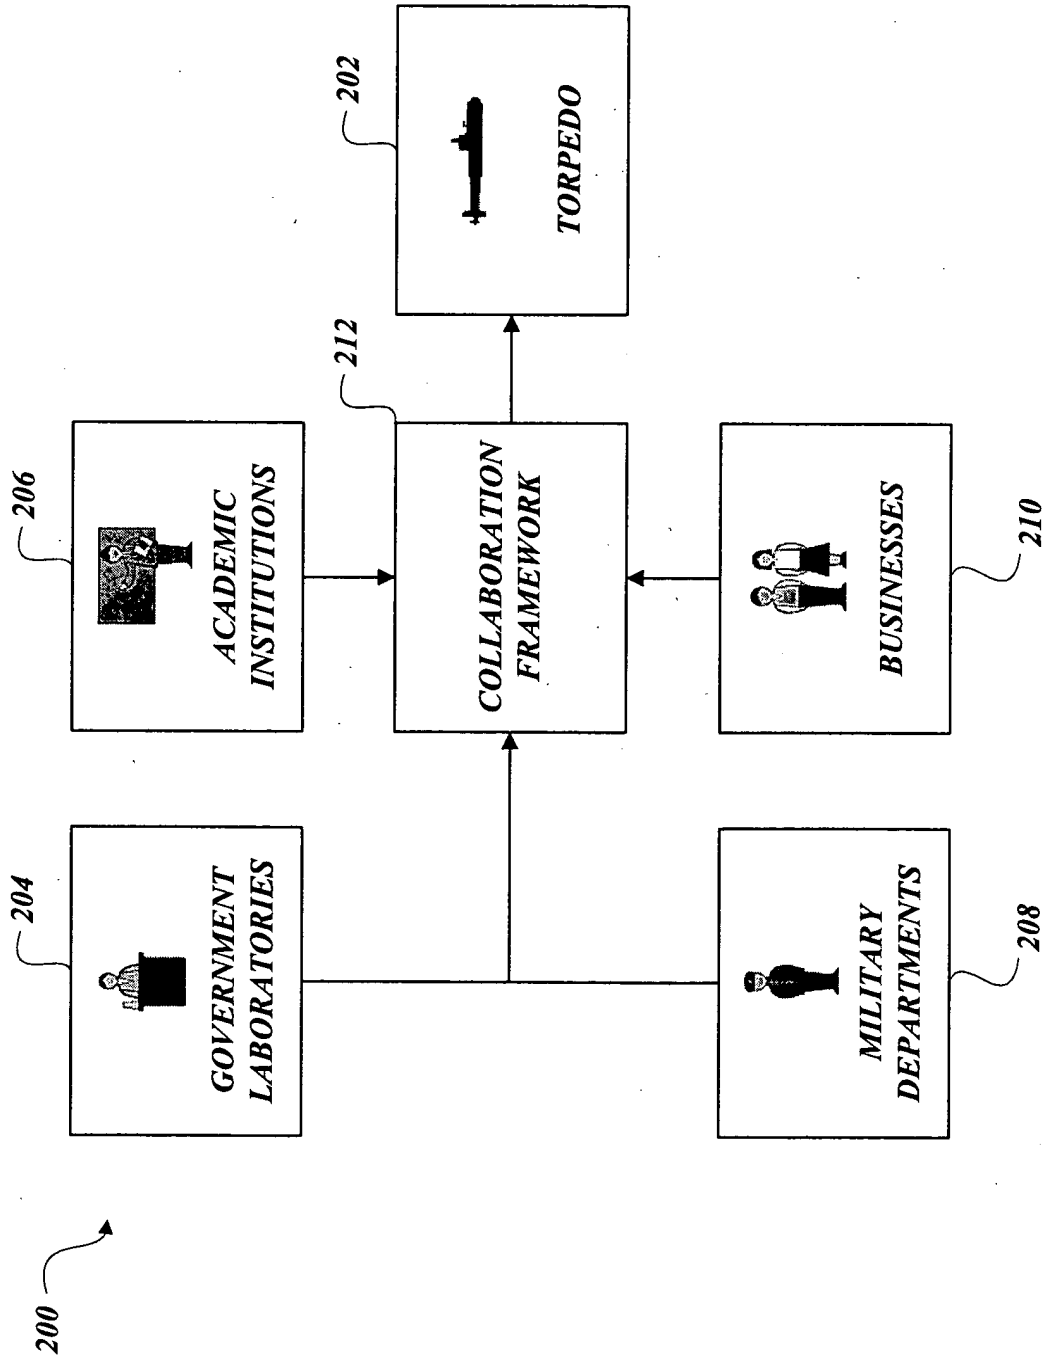 200
204
GOVERNMENT
LABORATORIES
206
ACADEMIC
INSTITUTIONS
212
COLLABORATION
FRAMEWORK
202
TORPEDO
MILITARY
DEPARTMENTS
208
BUSINESSES
210